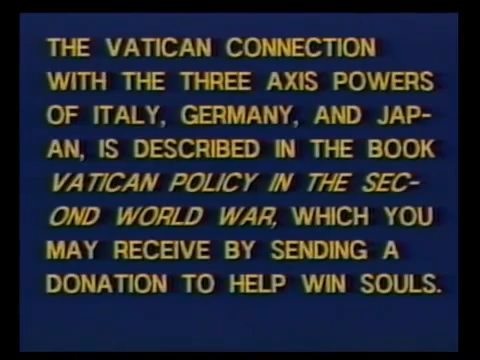 THE VATICAN CONNECTION
WITH THE THREE AXIS POWERS
OF ITALY, GERMANY, AND JAP-
AN, IS DESCRIBED IN THE BOOK
VATICAN POLICY IN THE SEC-
OND WORLD WAR, WHICH YOU
MAY RECEIVE BY SENDING A
DONATION TO HELP WIN SOULS.